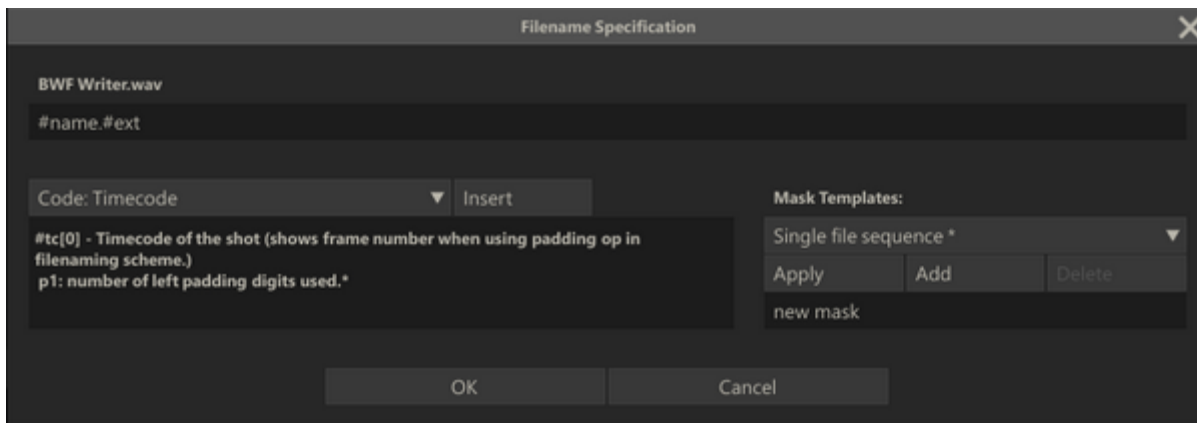 Filename Specification
BWF Writer.wav
#name.#ext
Code: Timecode
Insert
#tc[0] - Timecode of the shot (shows frame number when using padding op in
filenaming scheme.)
p1: number of left padding digits used.*
Mask Templates:
Single file sequence *
Apply
Add
Delete
new mask
OK
Cancel